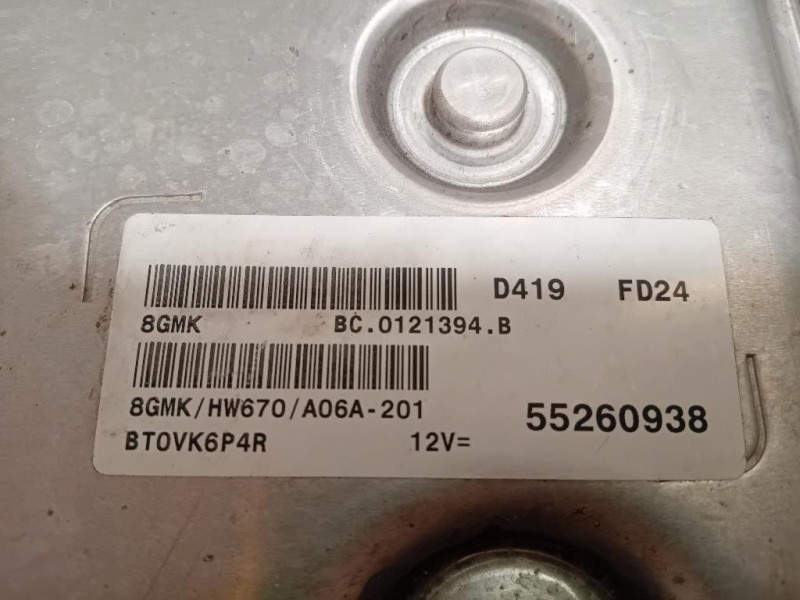 D419 FD24
8GMK BC.0121394.B
8GMK/HW670/A06A-201
55260938
BT0VK6P4R 12V=